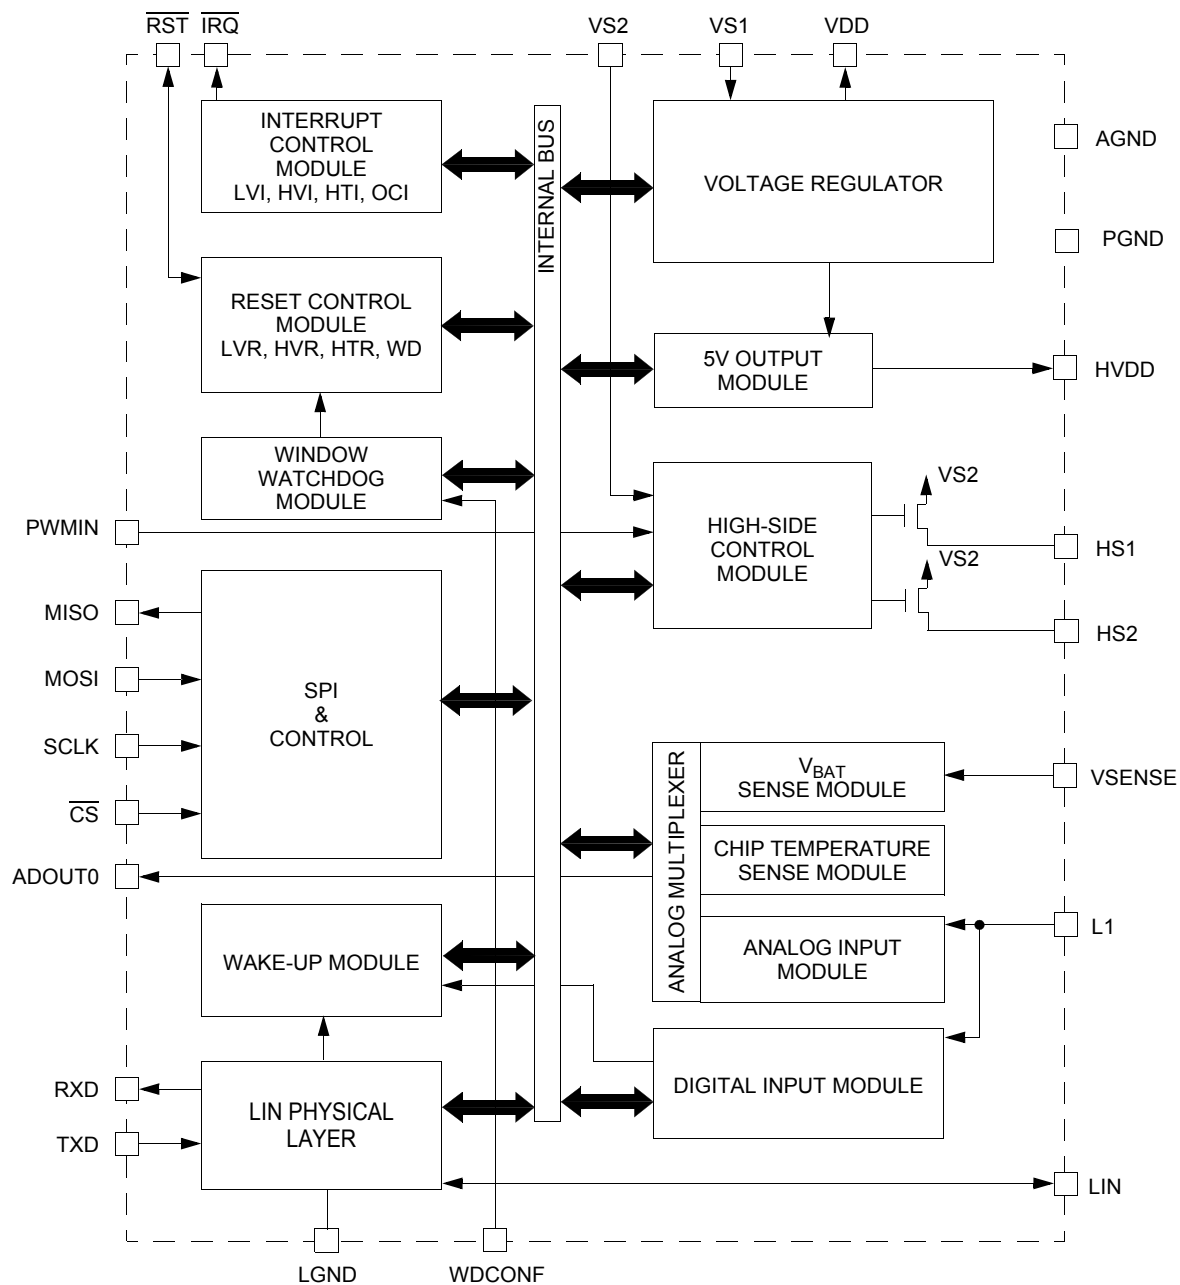 RST IRQ VS2 VS1 VDD
INTERRUPT
CONTROL
MODULE
LVI, HVI, HTI, OCI
INTERNAL BUS
VOLTAGE REGULATOR
AGND
PGND
RESET CONTROL
MODULE
LVR, HVR, HTR, WD
5V OUTPUT
MODULE
HVDD
WINDOW
WATCHDOG
MODULE
PWMIN
HIGH-SIDE
CONTROL
MODULE
VS2
HS1
VS2
HS2
MISO
MOSI
SCLK
CS
SPI
&
CONTROL
ADOUT0
ANALOG MULTIPLEXER
VBAT
SENSE MODULE
VSENSE
CHIP TEMPERATURE
SENSE MODULE
ANALOG INPUT
MODULE
L1
WAKE-UP MODULE
DIGITAL INPUT MODULE
RXD
TXD
LIN PHYSICAL
LAYER
LIN
LGND WDCONF